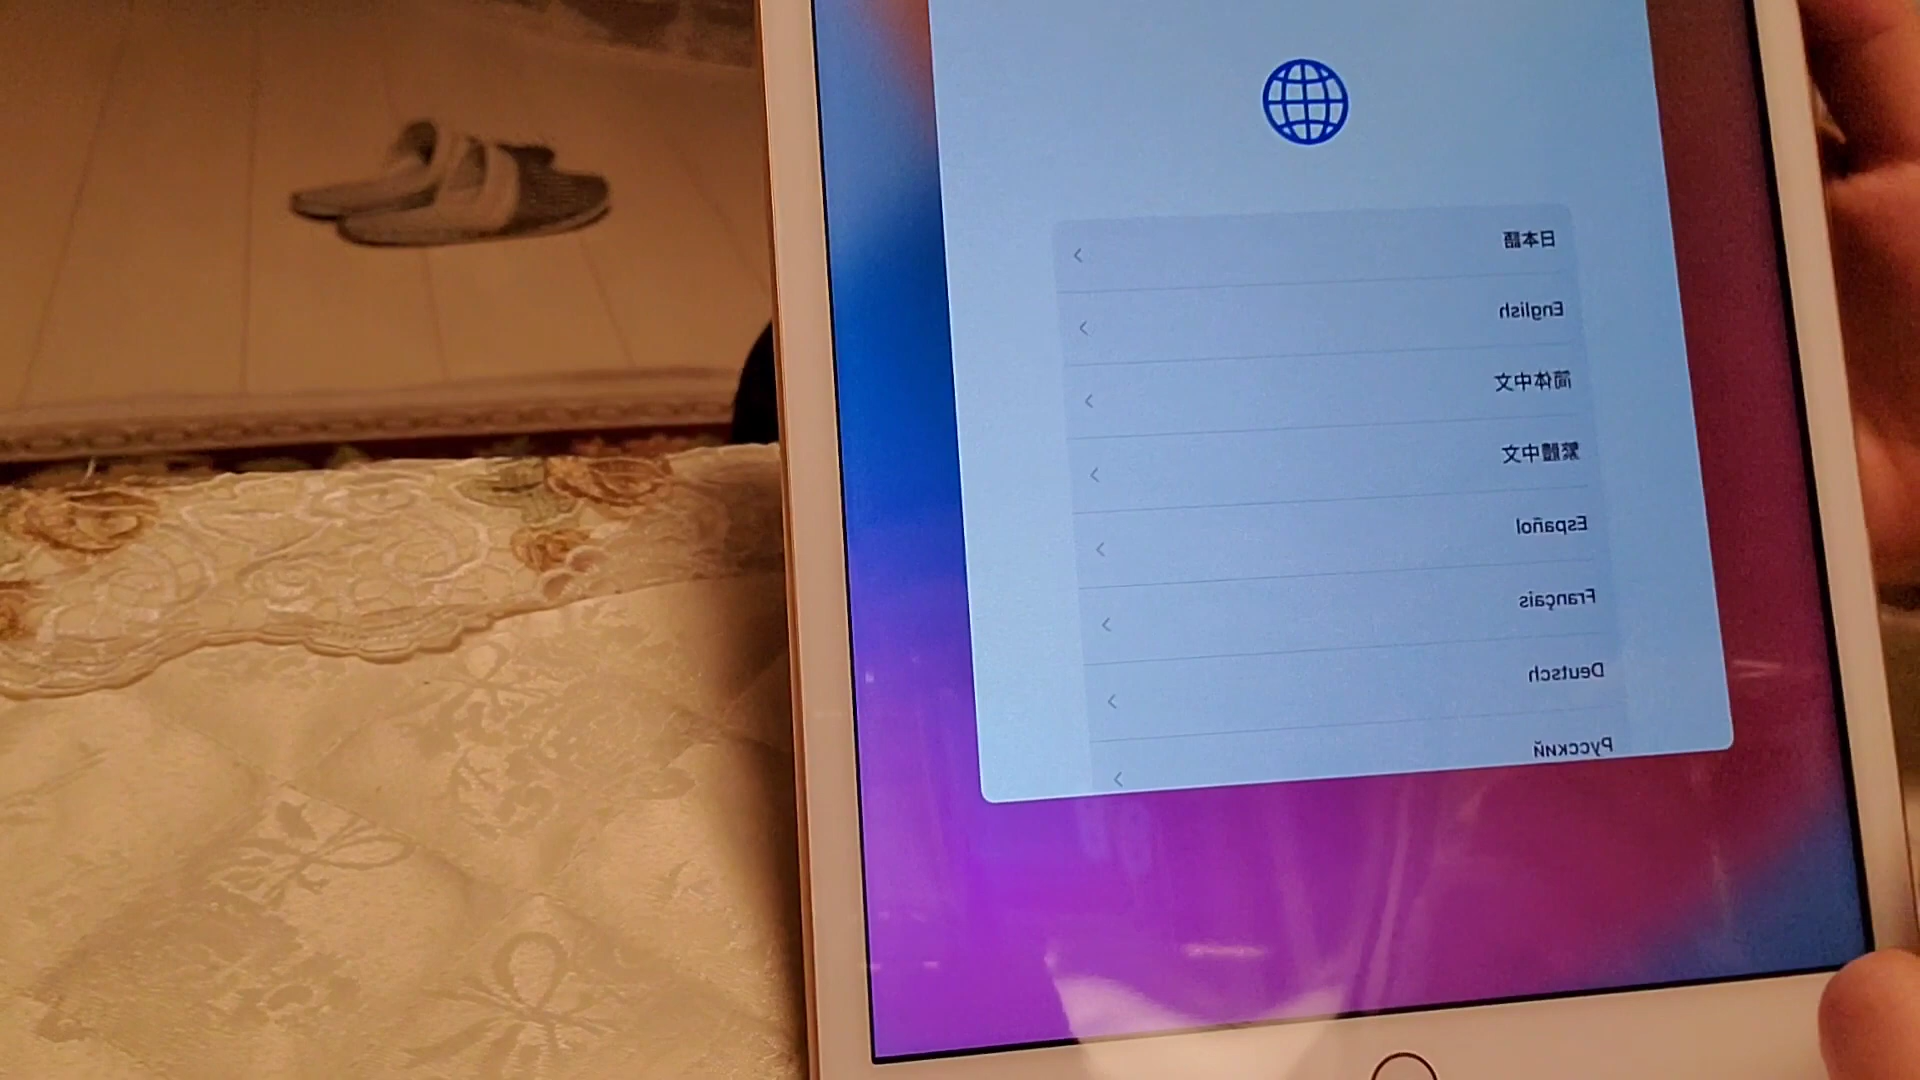 日本語
English
简体中文
繁體中文
Español
Français
Deutsch
Русский